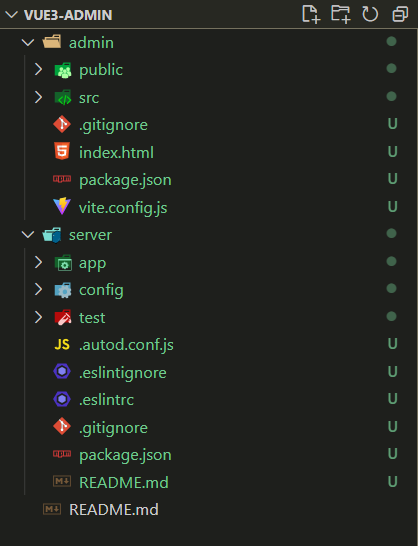 VUE3-ADMIN
admin
public
src
.gitignore U
index.html U
package.json U
vite.config.js U
server
app
config
test
JS .autod.conf.js U
.eslintignore U
.eslintrc U
.gitignore U
package.json U
README.md U
README.md